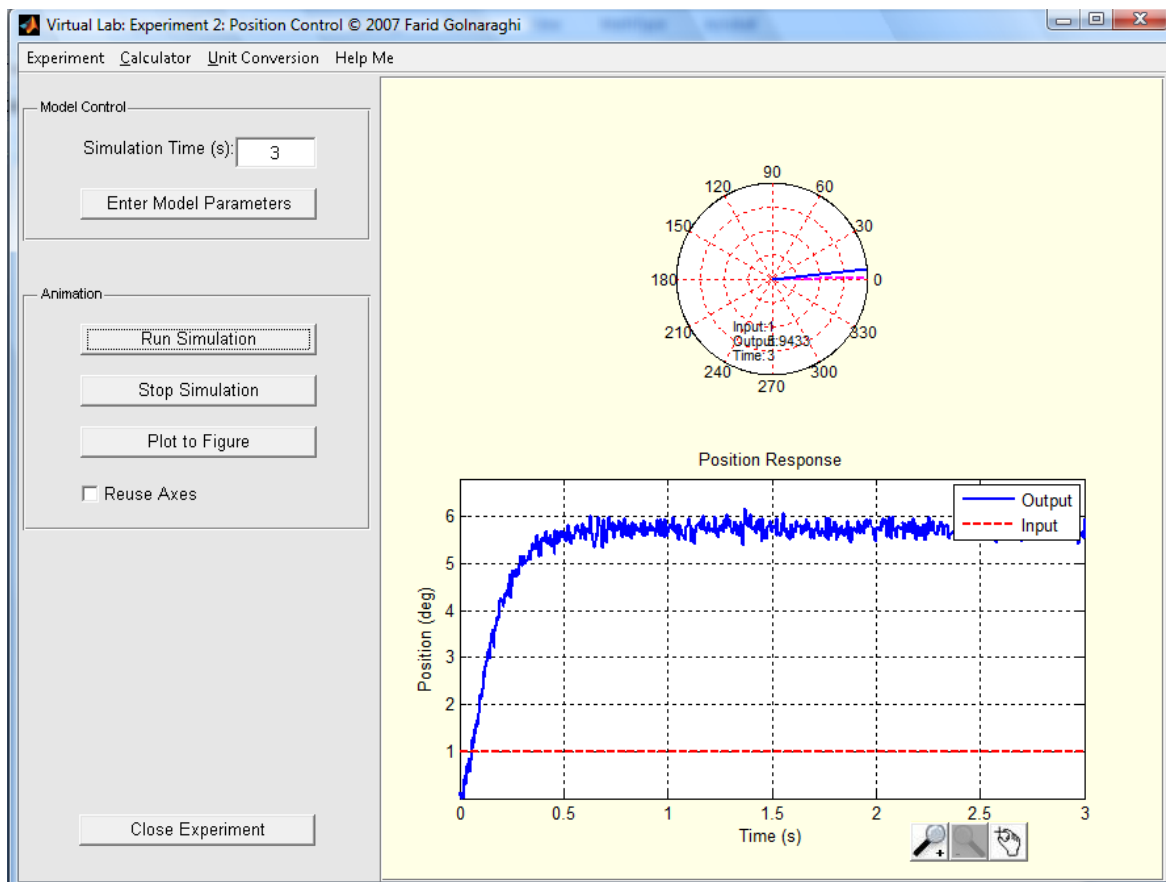 Virtual Lab: Experiment 2: Position Control © 2007 Farid Golnaraghi
Experiment Calculator Unit Conversion Help Me
Model Control
Simulation Time (s): 3
Enter Model Parameters
Animation
Run Simulation
Stop Simulation
Plot to Figure
Reuse Axes
Close Experiment
90
120 60
150 30
180 0
210 330
240 300
270
Input: 1
Output:
Time: 3
Position Response
Output
Input
Position (deg)
6
5
4
3
2
1
0 0.5 1 1.5 2 2.5 3
Time (s)